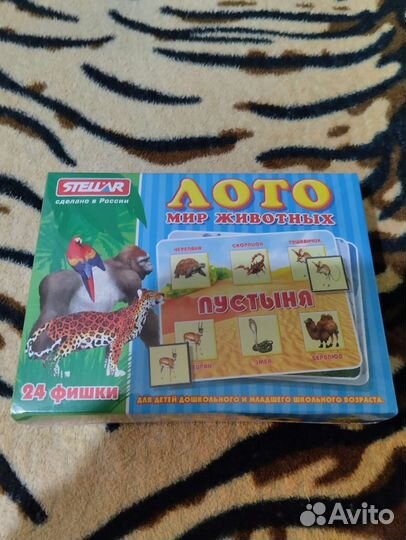 STELLAR
сделано в России
ЛОТО
МИР ЖИВОТНЫХ
ЧЕРЕПАХА
СКОРПИОН
ТУШКАНЧИК
ПУСТЫНЯ
ЗМЕЯ
ВЕРБЛЮД
24 фишки
ДЛЯ ДЕТЕЙ ДОШКОЛЬНОГО И МЛАДШЕГО ШКОЛЬНОГО ВОЗРАСТА.
Avito